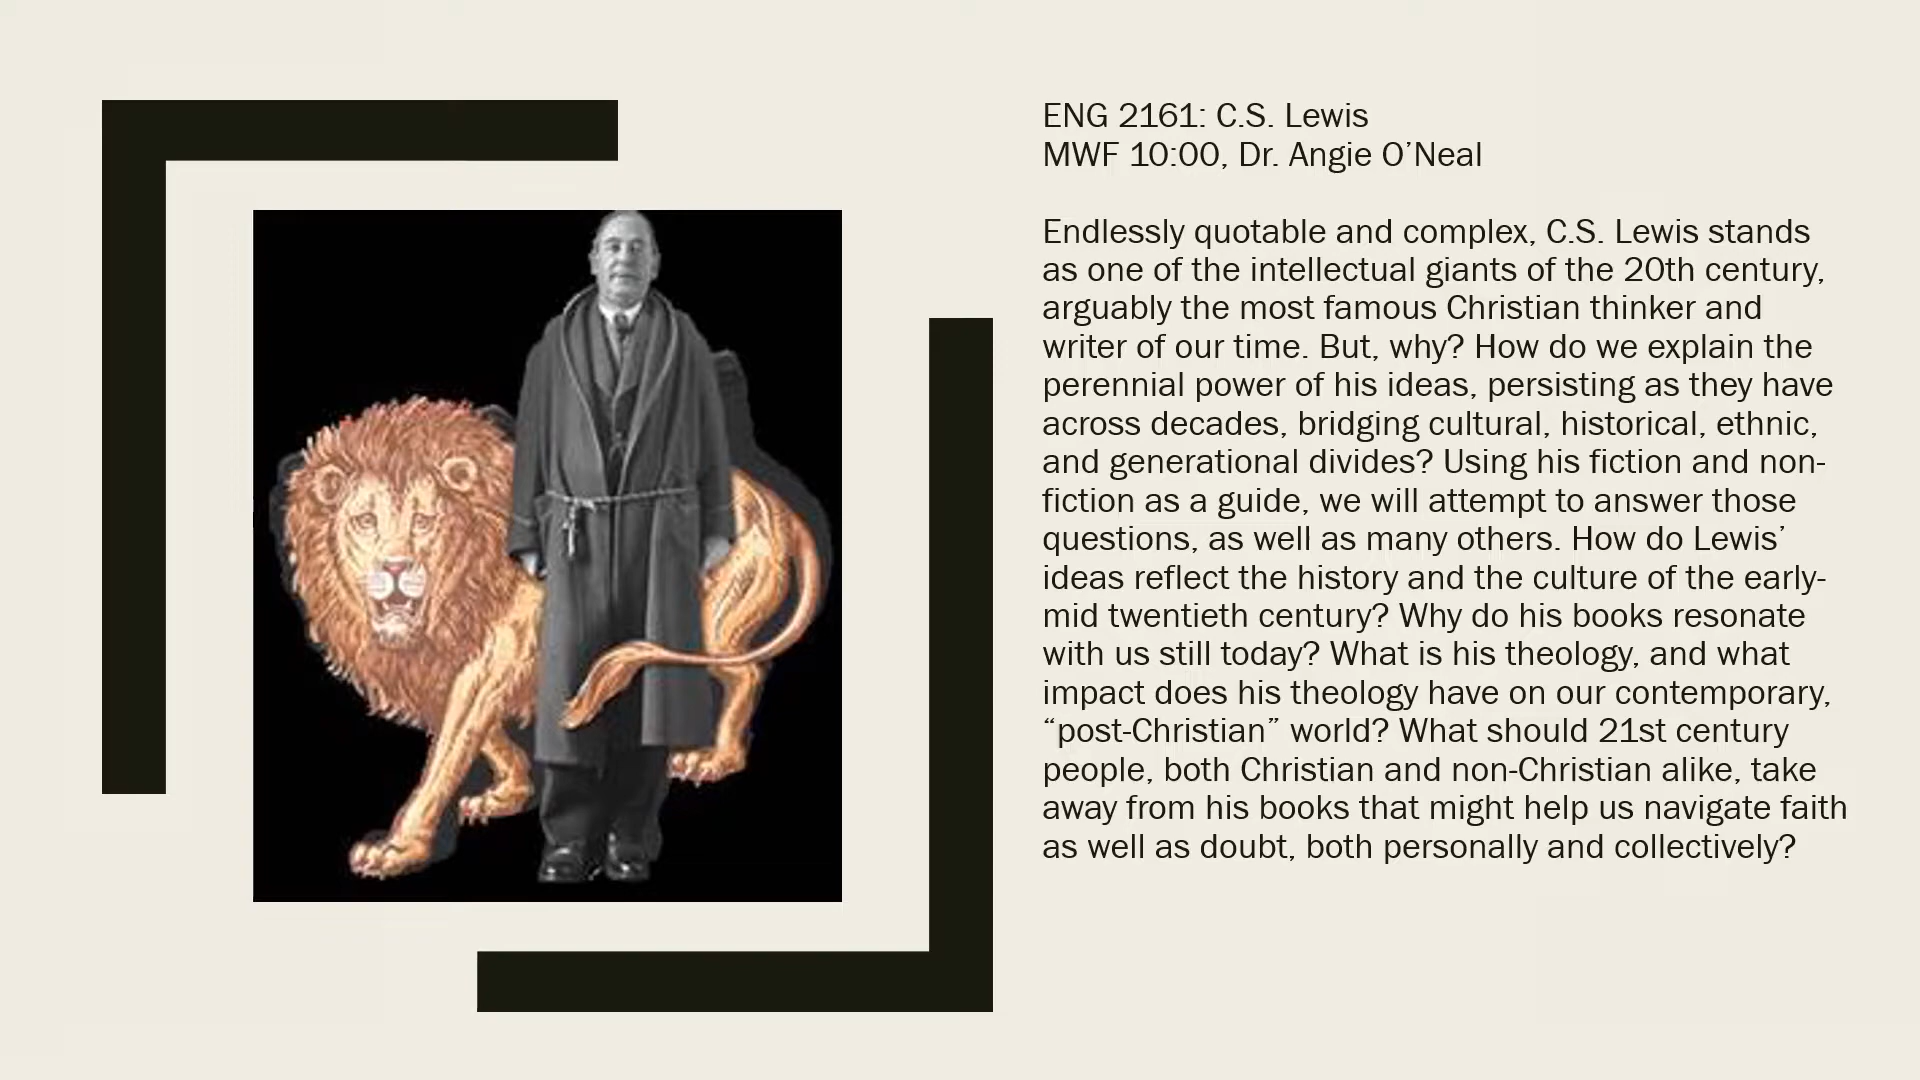 ENG 2161: C.S. Lewis
MWF 10:00, Dr. Angie O’Neal
Endlessly quotable and complex, C.S. Lewis stands
as one of the intellectual giants of the 20th century,
arguably the most famous Christian thinker and
writer of our time. But, why? How do we explain the
perennial power of his ideas, persisting as they have
across decades, bridging cultural, historical, ethnic,
and generational divides? Using his fiction and non-
fiction as a guide, we will attempt to answer those
questions, as well as many others. How do Lewis’
ideas reflect the history and the culture of the early-
mid twentieth century? Why do his books resonate
with us still today? What is his theology, and what
impact does his theology have on our contemporary,
“post-Christian” world? What should 21st century
people, both Christian and non-Christian alike, take
away from his books that might help us navigate faith
as well as doubt, both personally and collectively?